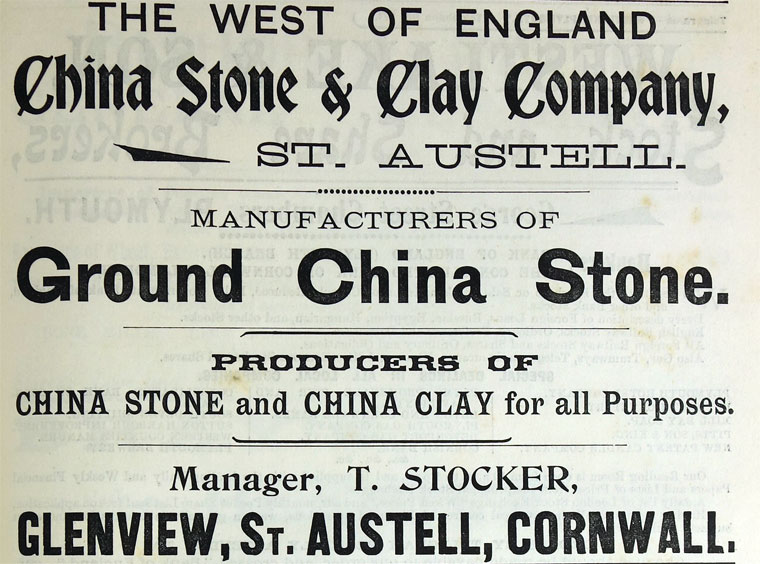 THE WEST OF ENGLAND
China Stone & Clay Company,
ST. AUSTELL.
MANUFACTURERS OF
Ground China Stone.
PRODUCERS OF
CHINA STONE and CHINA CLAY for all Purposes.
Manager, T. STOCKER,
GLENVIEW, ST. AUSTELL, CORNWALL.